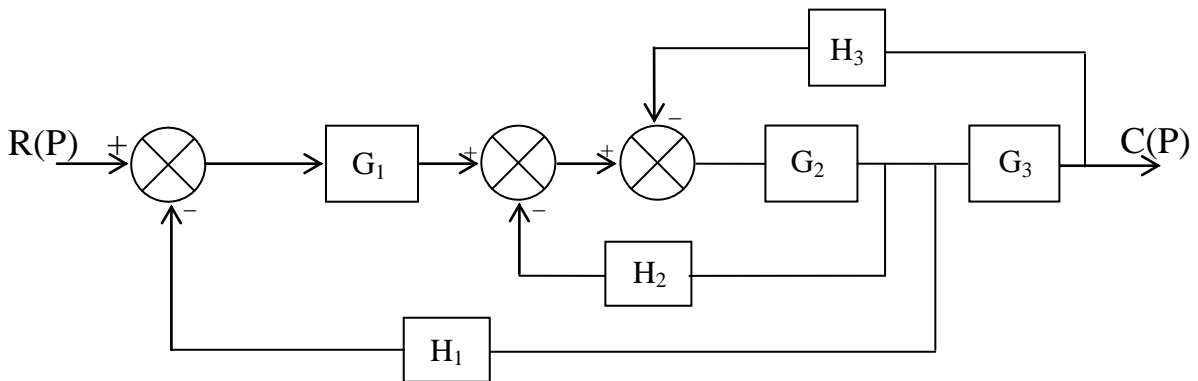 H₃
R(P) + G₁ + − + − G₂ G₃ C(P)
−
H₂
H₁